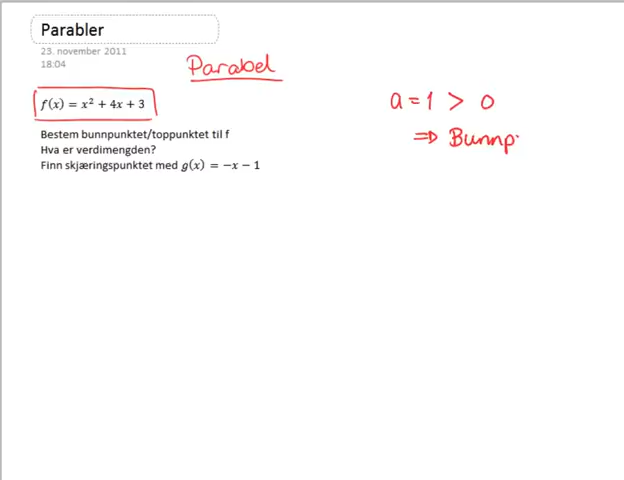 Parabler
23. november 2011
18:04
Parabel
f(x) = x² + 4x + 3
a = 1 > 0
⇒ Bunnp.
Bestem bunnpunktet/toppunktet til f
Hva er verdimengden?
Finn skjæringspunktet med g(x) = −x − 1